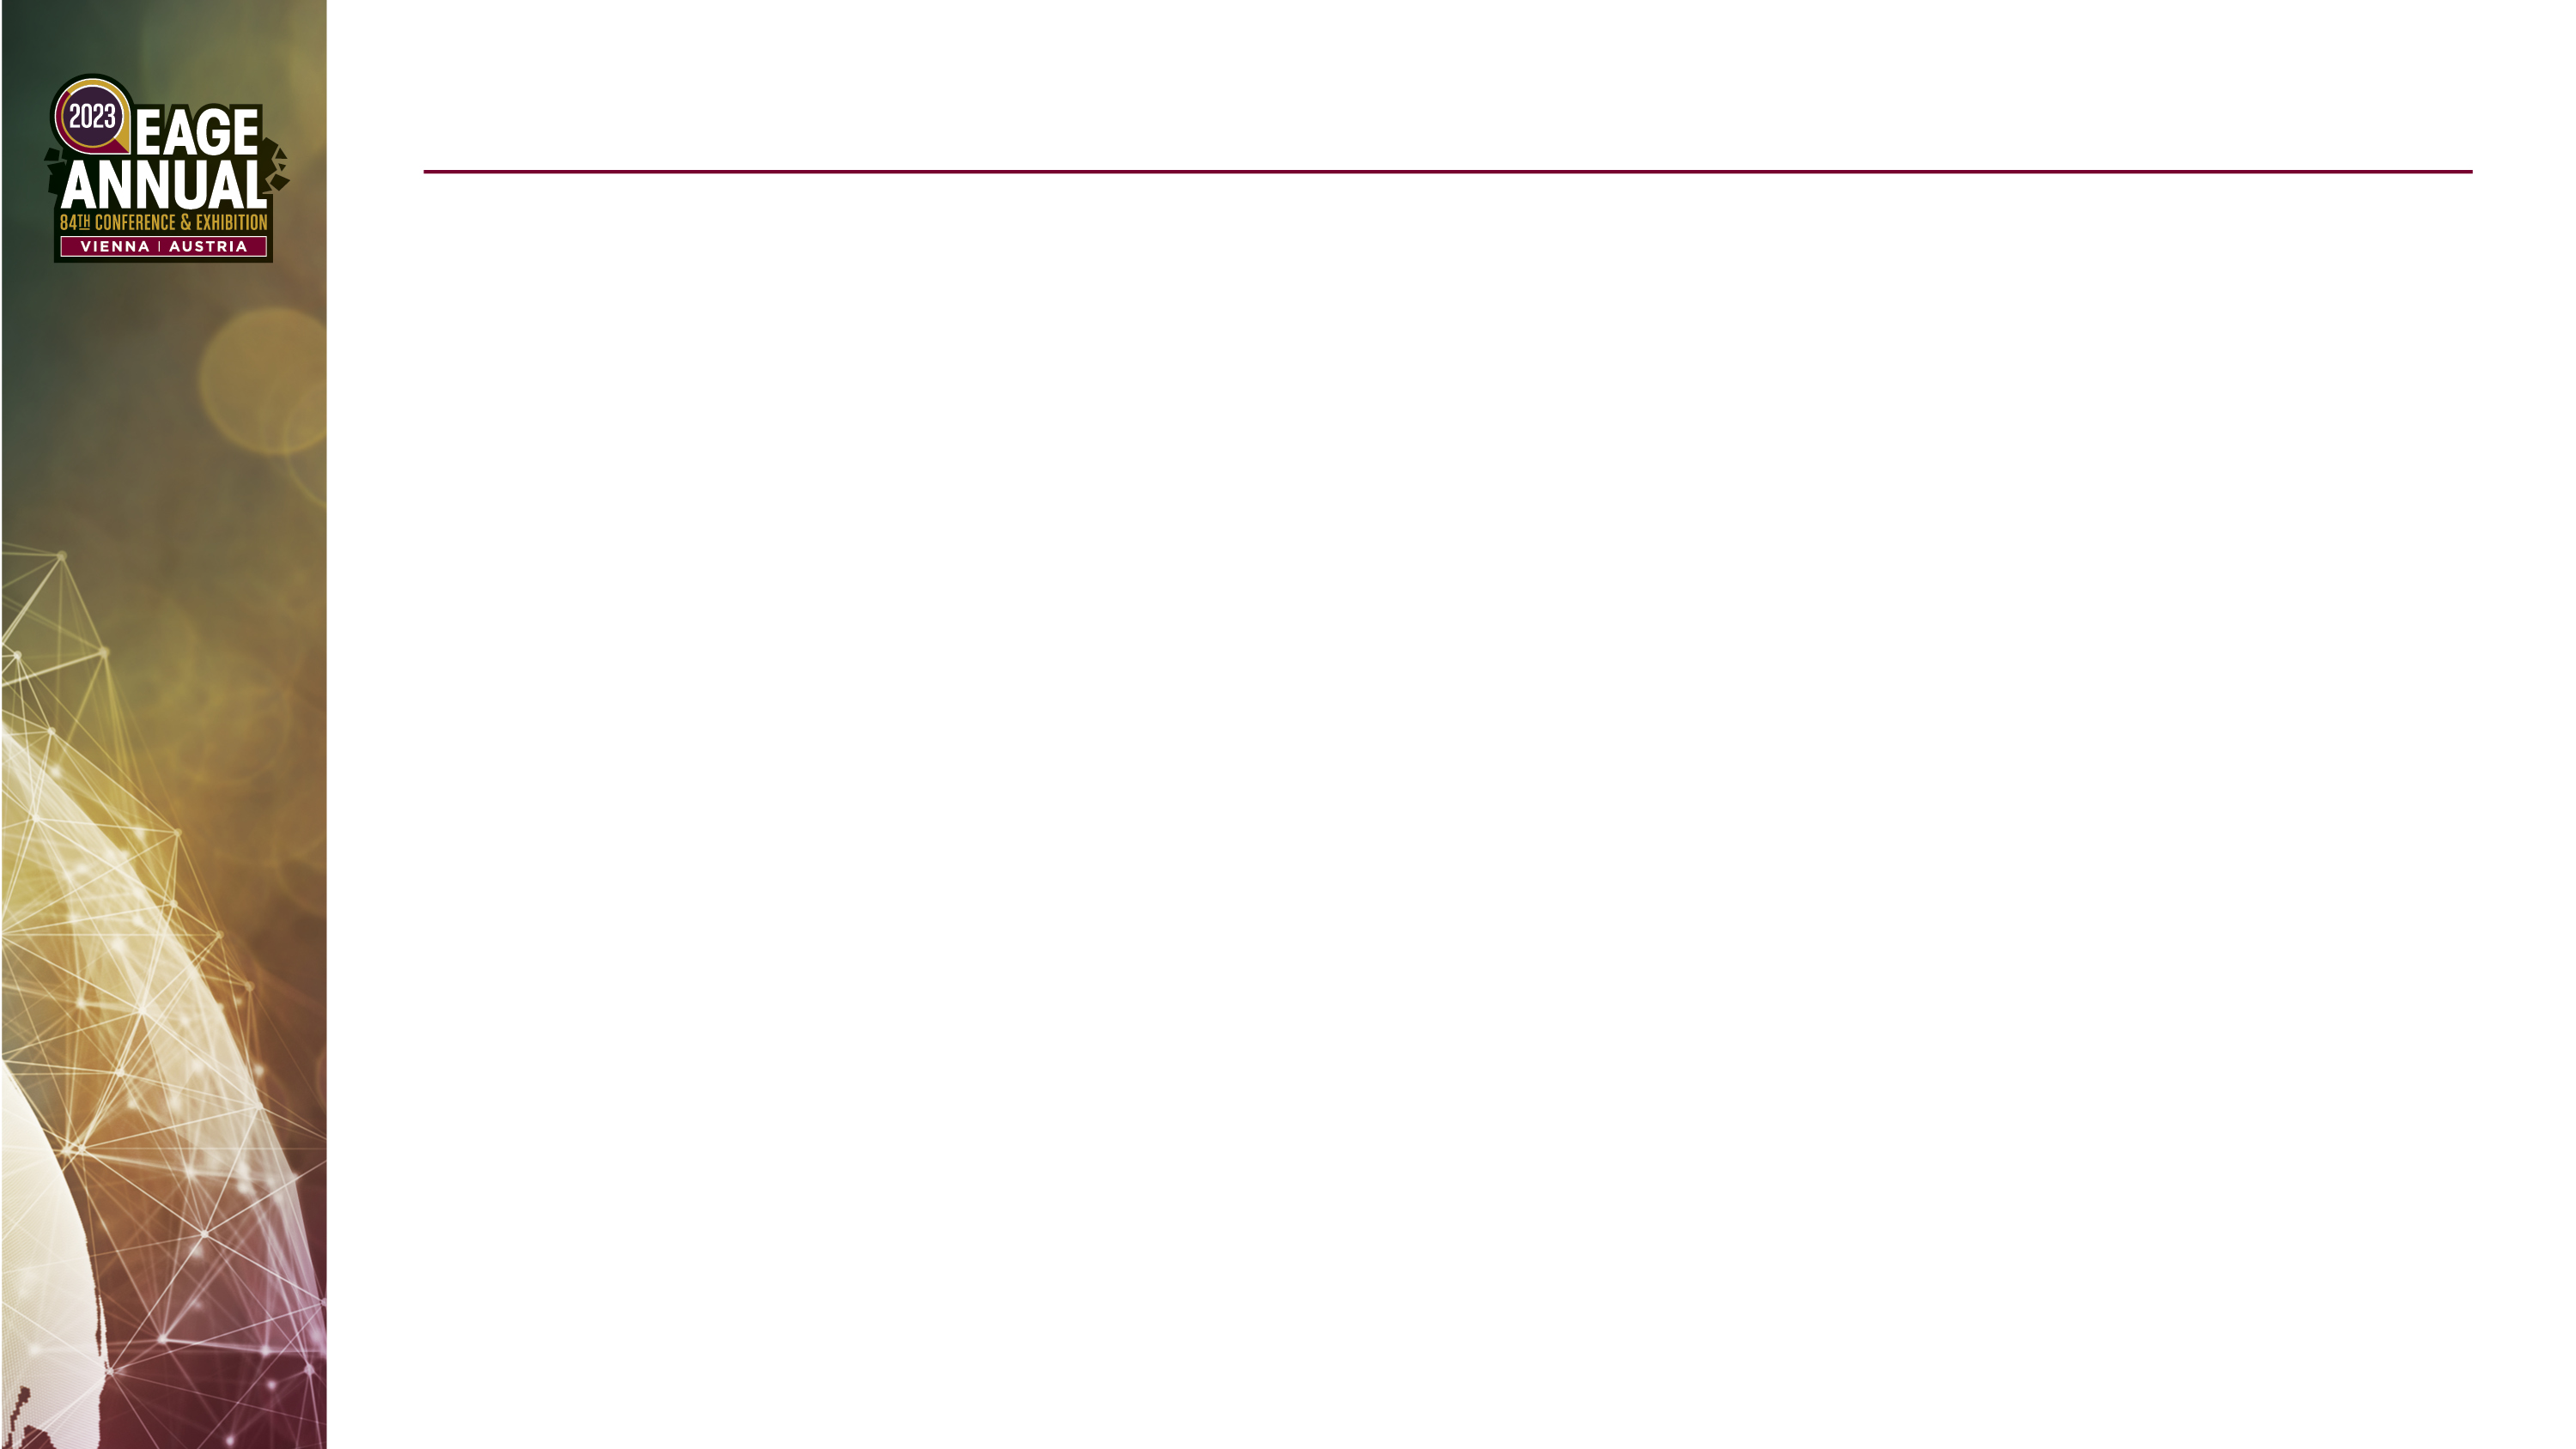 2023
EAGE
ANNUAL
84TH CONFERENCE & EXHIBITION
VIENNA | AUSTRIA